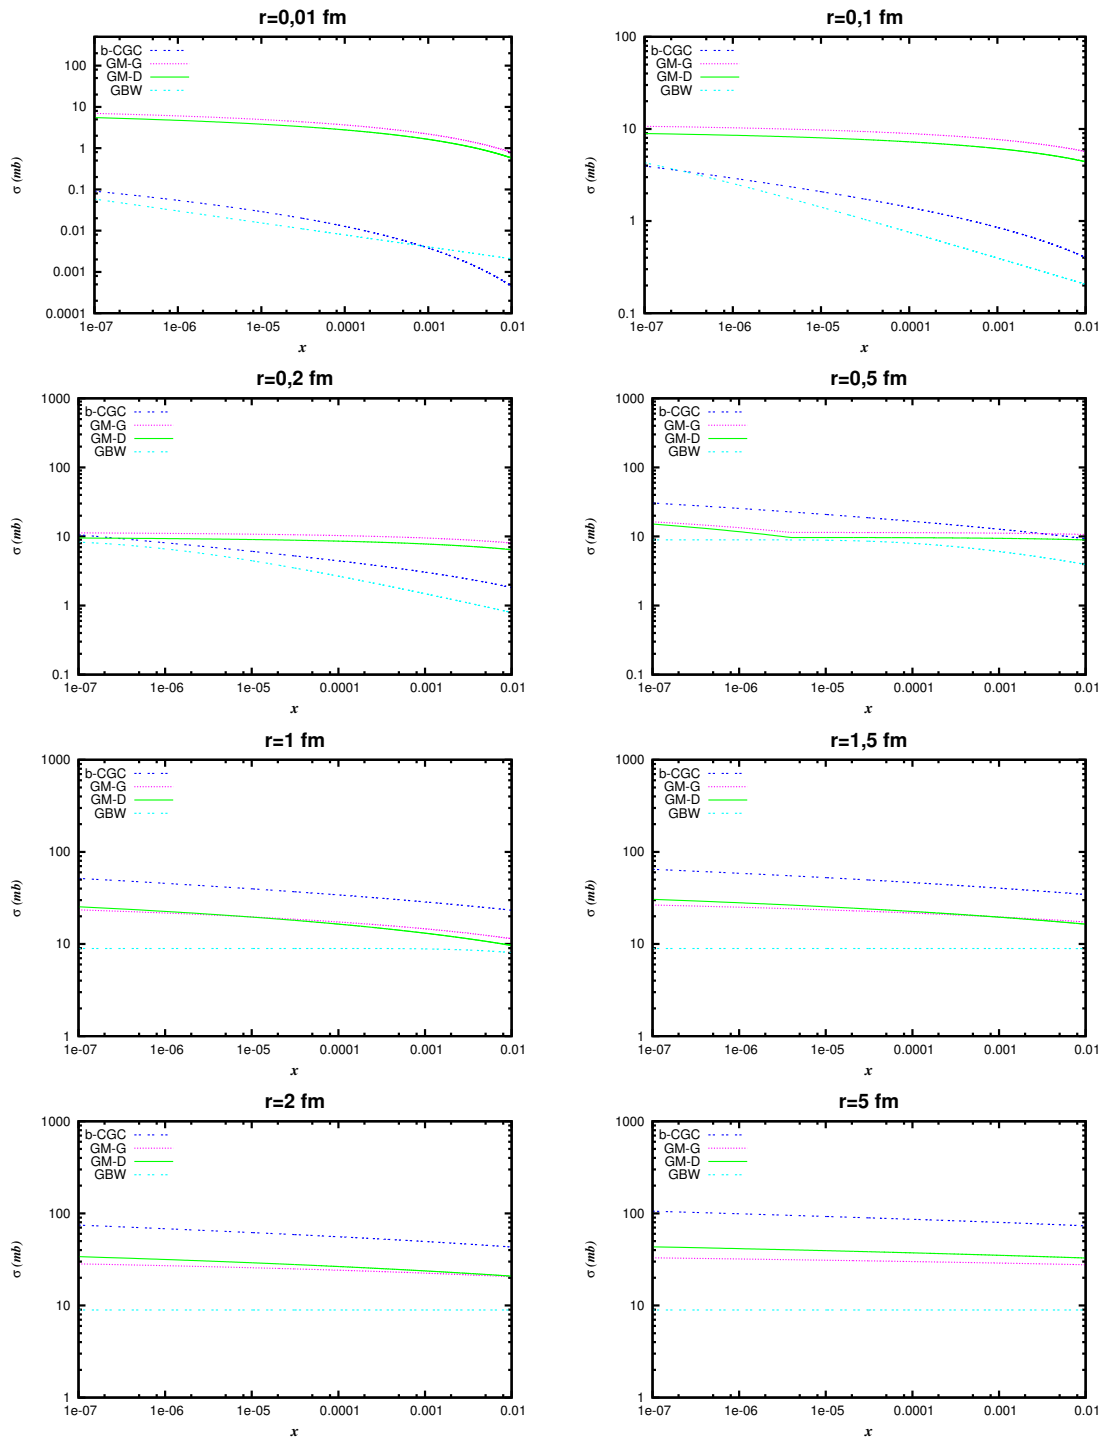 r=0,01 fm
b-CGC
GM-G
GM-D
GBW
100
10
1
0.1
0.01
0.001
0.0001
σ (mb)
1e-07 1e-06 1e-05 0.0001 0.001 0.01
x
r=0,1 fm
b-CGC
GM-G
GM-D
GBW
100
10
1
0.1
σ (mb)
1e-07 1e-06 1e-05 0.0001 0.001 0.01
x
r=0,2 fm
b-CGC
GM-G
GM-D
GBW
1000
100
10
1
0.1
σ (mb)
1e-07 1e-06 1e-05 0.0001 0.001 0.01
x
r=0,5 fm
b-CGC
GM-G
GM-D
GBW
1000
100
10
1
0.1
σ (mb)
1e-07 1e-06 1e-05 0.0001 0.001 0.01
x
r=1 fm
b-CGC
GM-G
GM-D
GBW
1000
100
10
1
σ (mb)
1e-07 1e-06 1e-05 0.0001 0.001 0.01
x
r=1,5 fm
b-CGC
GM-G
GM-D
GBW
1000
100
10
1
σ (mb)
1e-07 1e-06 1e-05 0.0001 0.001 0.01
x
r=2 fm
b-CGC
GM-G
GM-D
GBW
1000
100
10
1
σ (mb)
1e-07 1e-06 1e-05 0.0001 0.001 0.01
x
r=5 fm
b-CGC
GM-G
GM-D
GBW
1000
100
10
1
σ (mb)
1e-07 1e-06 1e-05 0.0001 0.001 0.01
x